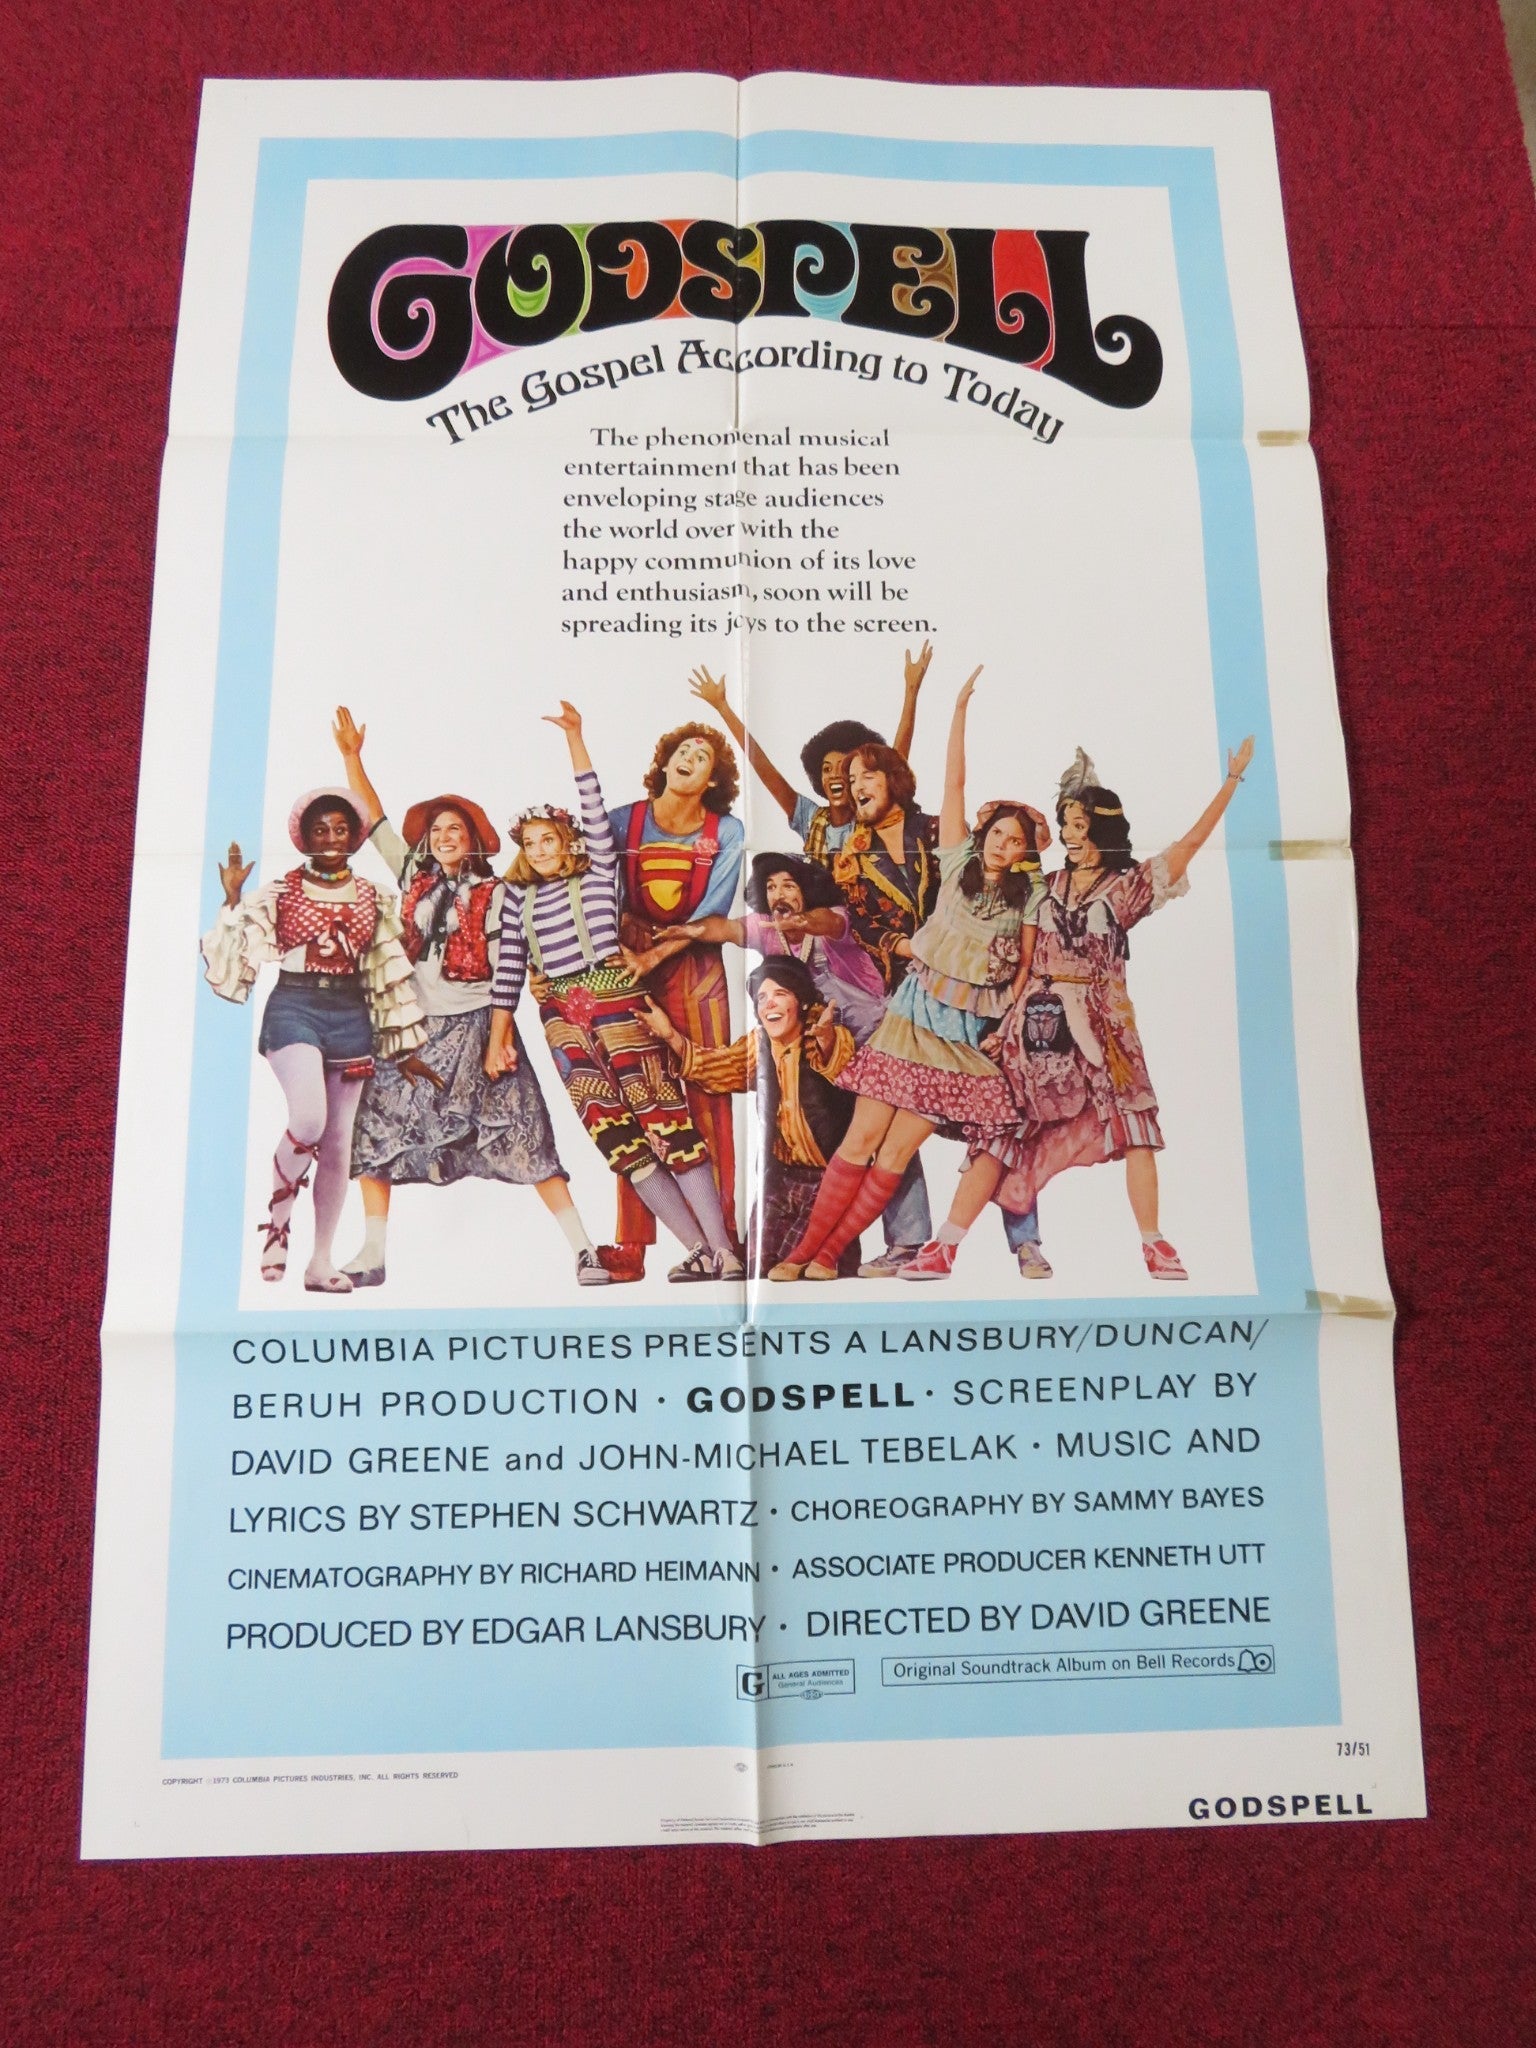 GODSPELL
The Gospel According to Today
The phenomenal musical
entertainment that has been
enveloping stage audiences
the world over with the
happy communion of its love
and enthusiasm, soon will be
spreading its joys to the screen.
COLUMBIA PICTURES PRESENTS A LANSBURY/DUNCAN/
BERUH PRODUCTION • GODSPELL • SCREENPLAY BY
DAVID GREENE and JOHN-MICHAEL TEBELAK • MUSIC AND
LYRICS BY STEPHEN SCHWARTZ • CHOREOGRAPHY BY SAMMY BAYES
CINEMATOGRAPHY BY RICHARD HEIMANN • ASSOCIATE PRODUCER KENNETH UTT
PRODUCED BY EDGAR LANSBURY • DIRECTED BY DAVID GREENE
G ALL AGES ADMITTED
General Audiences
Original Soundtrack Album on Bell Records
73/51
COPYRIGHT ©1973 COLUMBIA PICTURES INDUSTRIES, INC. ALL RIGHTS RESERVED
GODSPELL